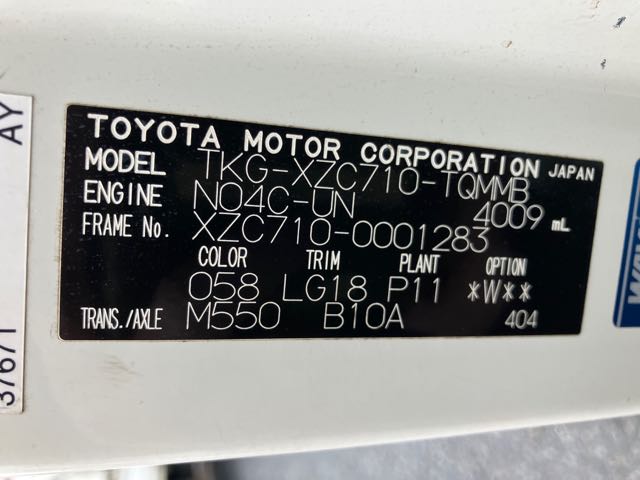 TOYOTA MOTOR CORPORATION JAPAN
MODEL TKG-XZC710-TQMMB
ENGINE N04C-UN 4009 mL
FRAME No. XZC710-0001283
COLOR TRIM PLANT OPTION
058 LG18 P11 *W**
TRANS./AXLE M550 B10A 404
37671 AY